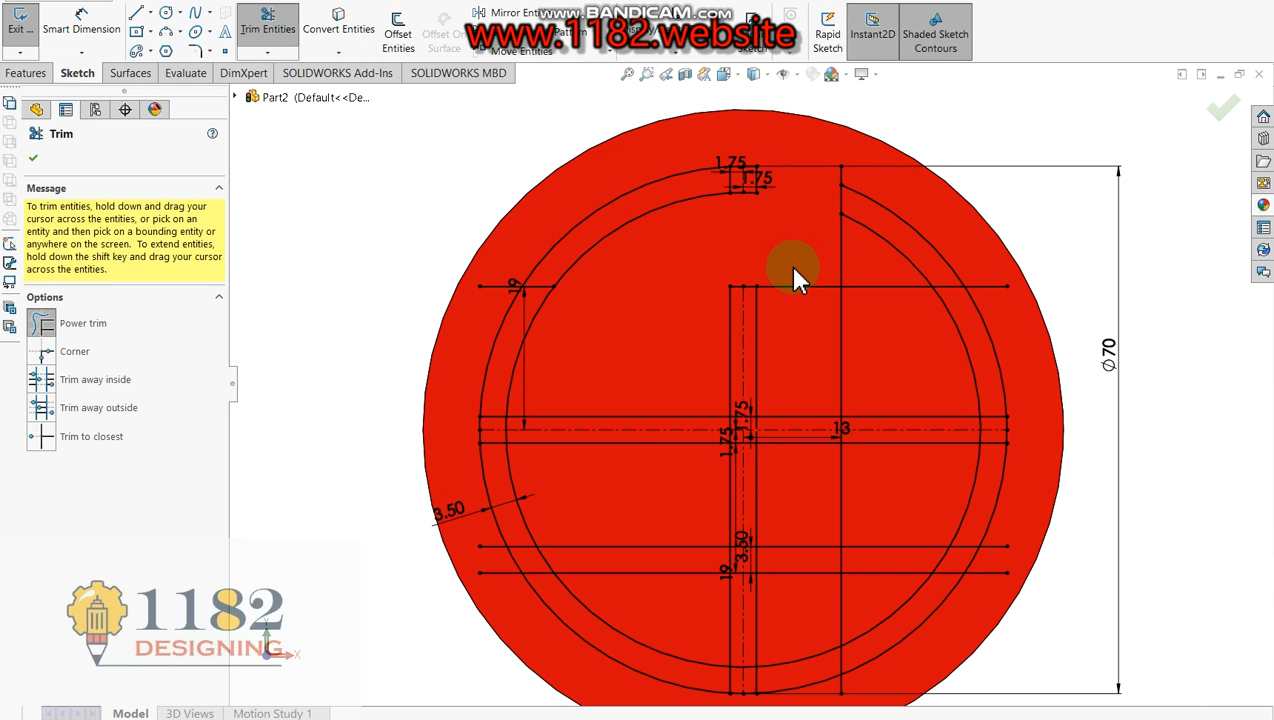 www.BANDICAM.com
www.1182.website
Exit ...
Smart Dimension
Trim Entities
Convert Entities
Offset Entities
Offset On Surface
Mirror Entities
Move Entities
Rapid Sketch
Instant2D
Shaded Sketch Contours
Features
Sketch
Surfaces
Evaluate
DimXpert
SOLIDWORKS Add-Ins
SOLIDWORKS MBD
Part2 (Default<<De...
Trim
Message
To trim entities, hold down and drag your
cursor across the entities, or pick on an
entity and then pick on a bounding entity or
anywhere on the screen. To extend entities,
hold down the shift key and drag your cursor
across the entities.
Options
Power trim
Corner
Trim away inside
Trim away outside
Trim to closest
1.75
1.75
19
∅70
1.75
1.75
13
3.50
3.50
19
1182
DESIGNING
X
Model
3D Views
Motion Study 1